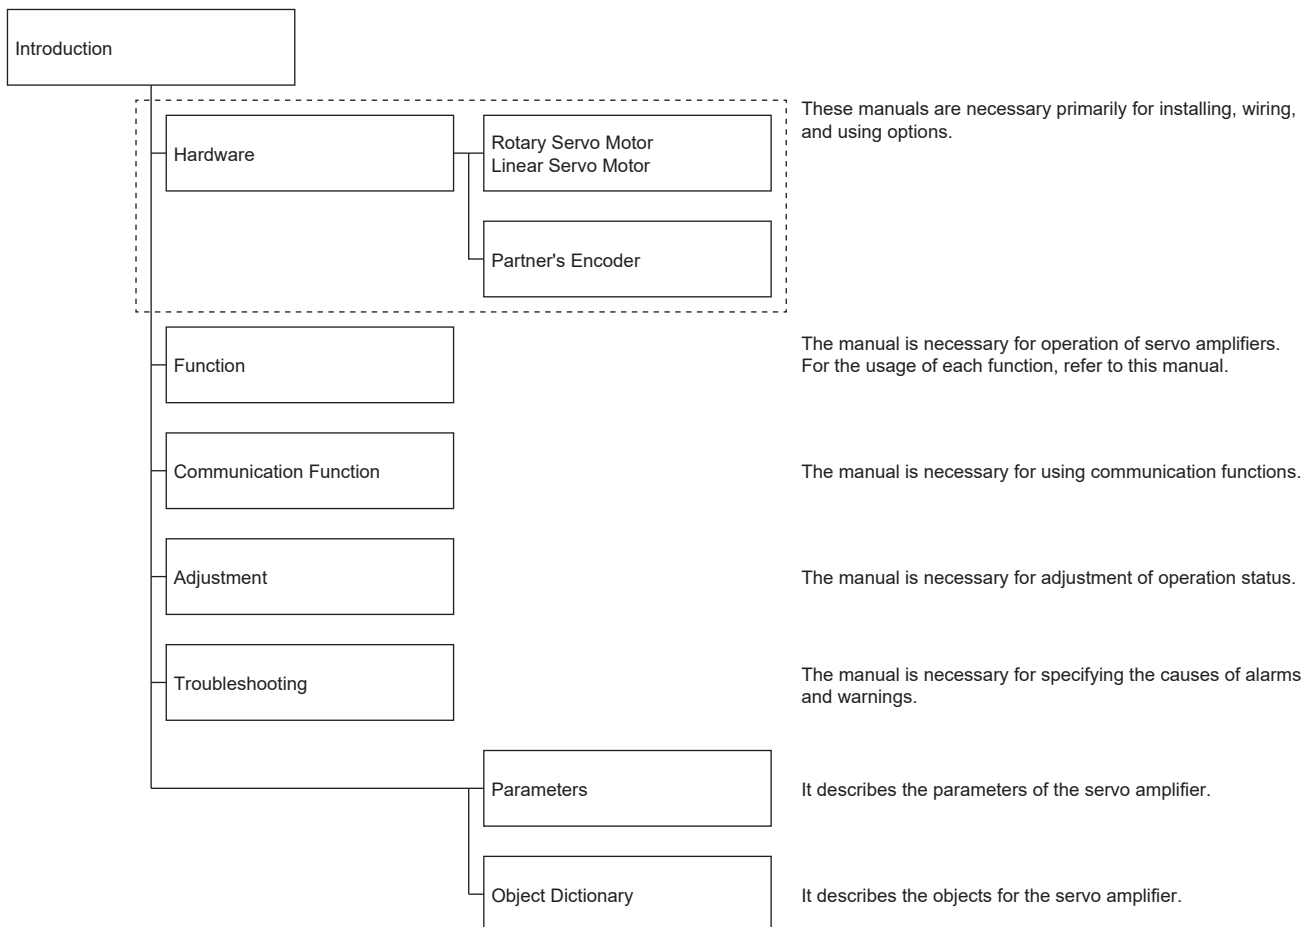 Introduction
These manuals are necessary primarily for installing, wiring,
and using options.
Hardware
Rotary Servo Motor
Linear Servo Motor
Partner's Encoder
Function
The manual is necessary for operation of servo amplifiers.
For the usage of each function, refer to this manual.
Communication Function
The manual is necessary for using communication functions.
Adjustment
The manual is necessary for adjustment of operation status.
Troubleshooting
The manual is necessary for specifying the causes of alarms
and warnings.
Parameters
It describes the parameters of the servo amplifier.
Object Dictionary
It describes the objects for the servo amplifier.